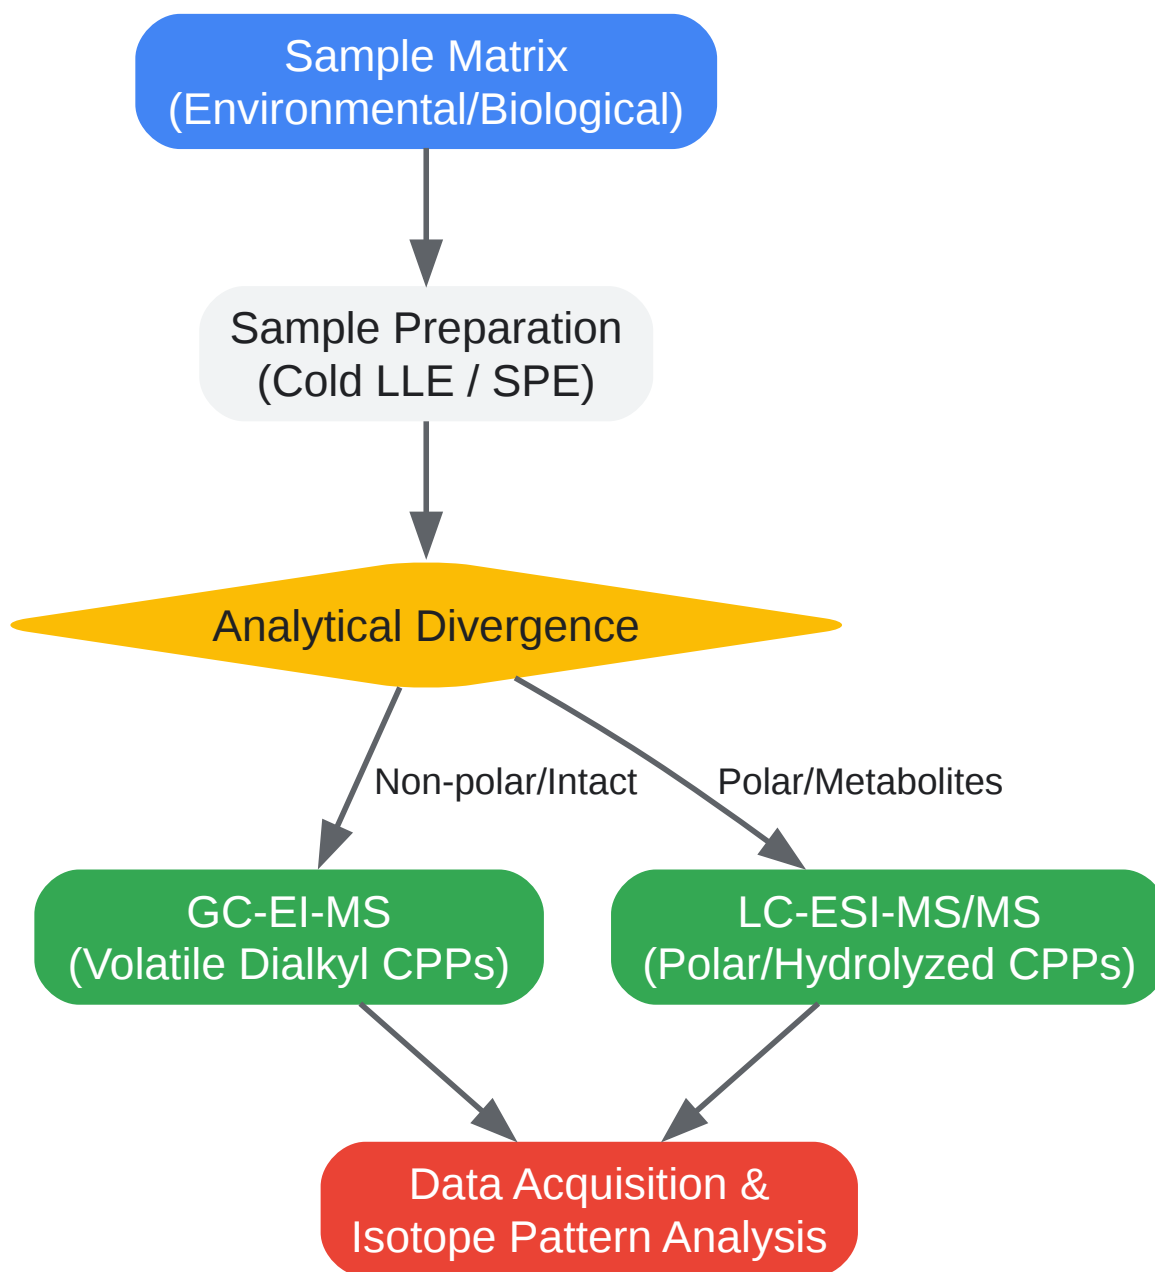 Sample Matrix
(Environmental/Biological)
Sample Preparation
(Cold LLE / SPE)
Analytical Divergence
Non-polar/Intact
Polar/Metabolites
GC-EI-MS
(Volatile Dialkyl CPPs)
LC-ESI-MS/MS
(Polar/Hydrolyzed CPPs)
Data Acquisition &
Isotope Pattern Analysis